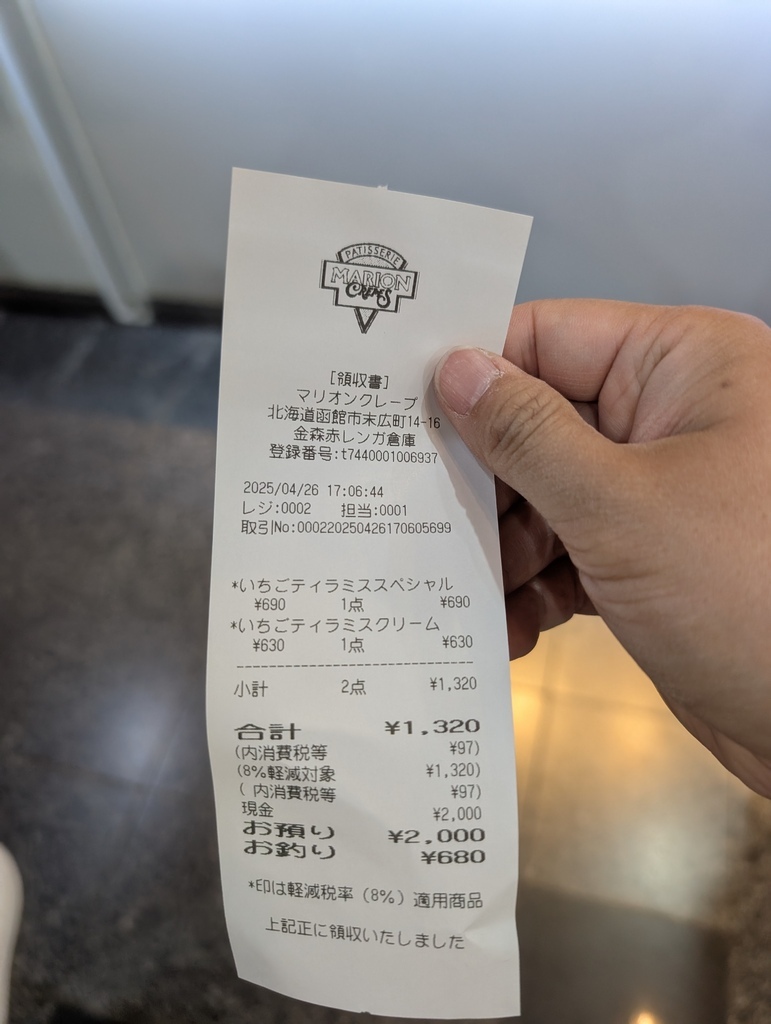 PATISSERIE
MARION
CRÊPES
[領収書]
マリオンクレープ
北海道函館市末広町14-16
金森赤レンガ倉庫
登録番号:t7440001006937
2025/04/26 17:06:44
レジ:0002 担当:0001
取引No:000220250426170605699
*いちごティラミススペシャル
¥690 1点 ¥690
*いちごティラミスクリーム
¥630 1点 ¥630
小計 2点 ¥1,320
合計 ¥1,320
(内消費税等 ¥97)
(8%軽減対象 ¥1,320)
( 内消費税等 ¥97)
現金 ¥2,000
お預り ¥2,000
お釣り ¥680
*印は軽減税率(8%)適用商品
上記正に領収いたしました